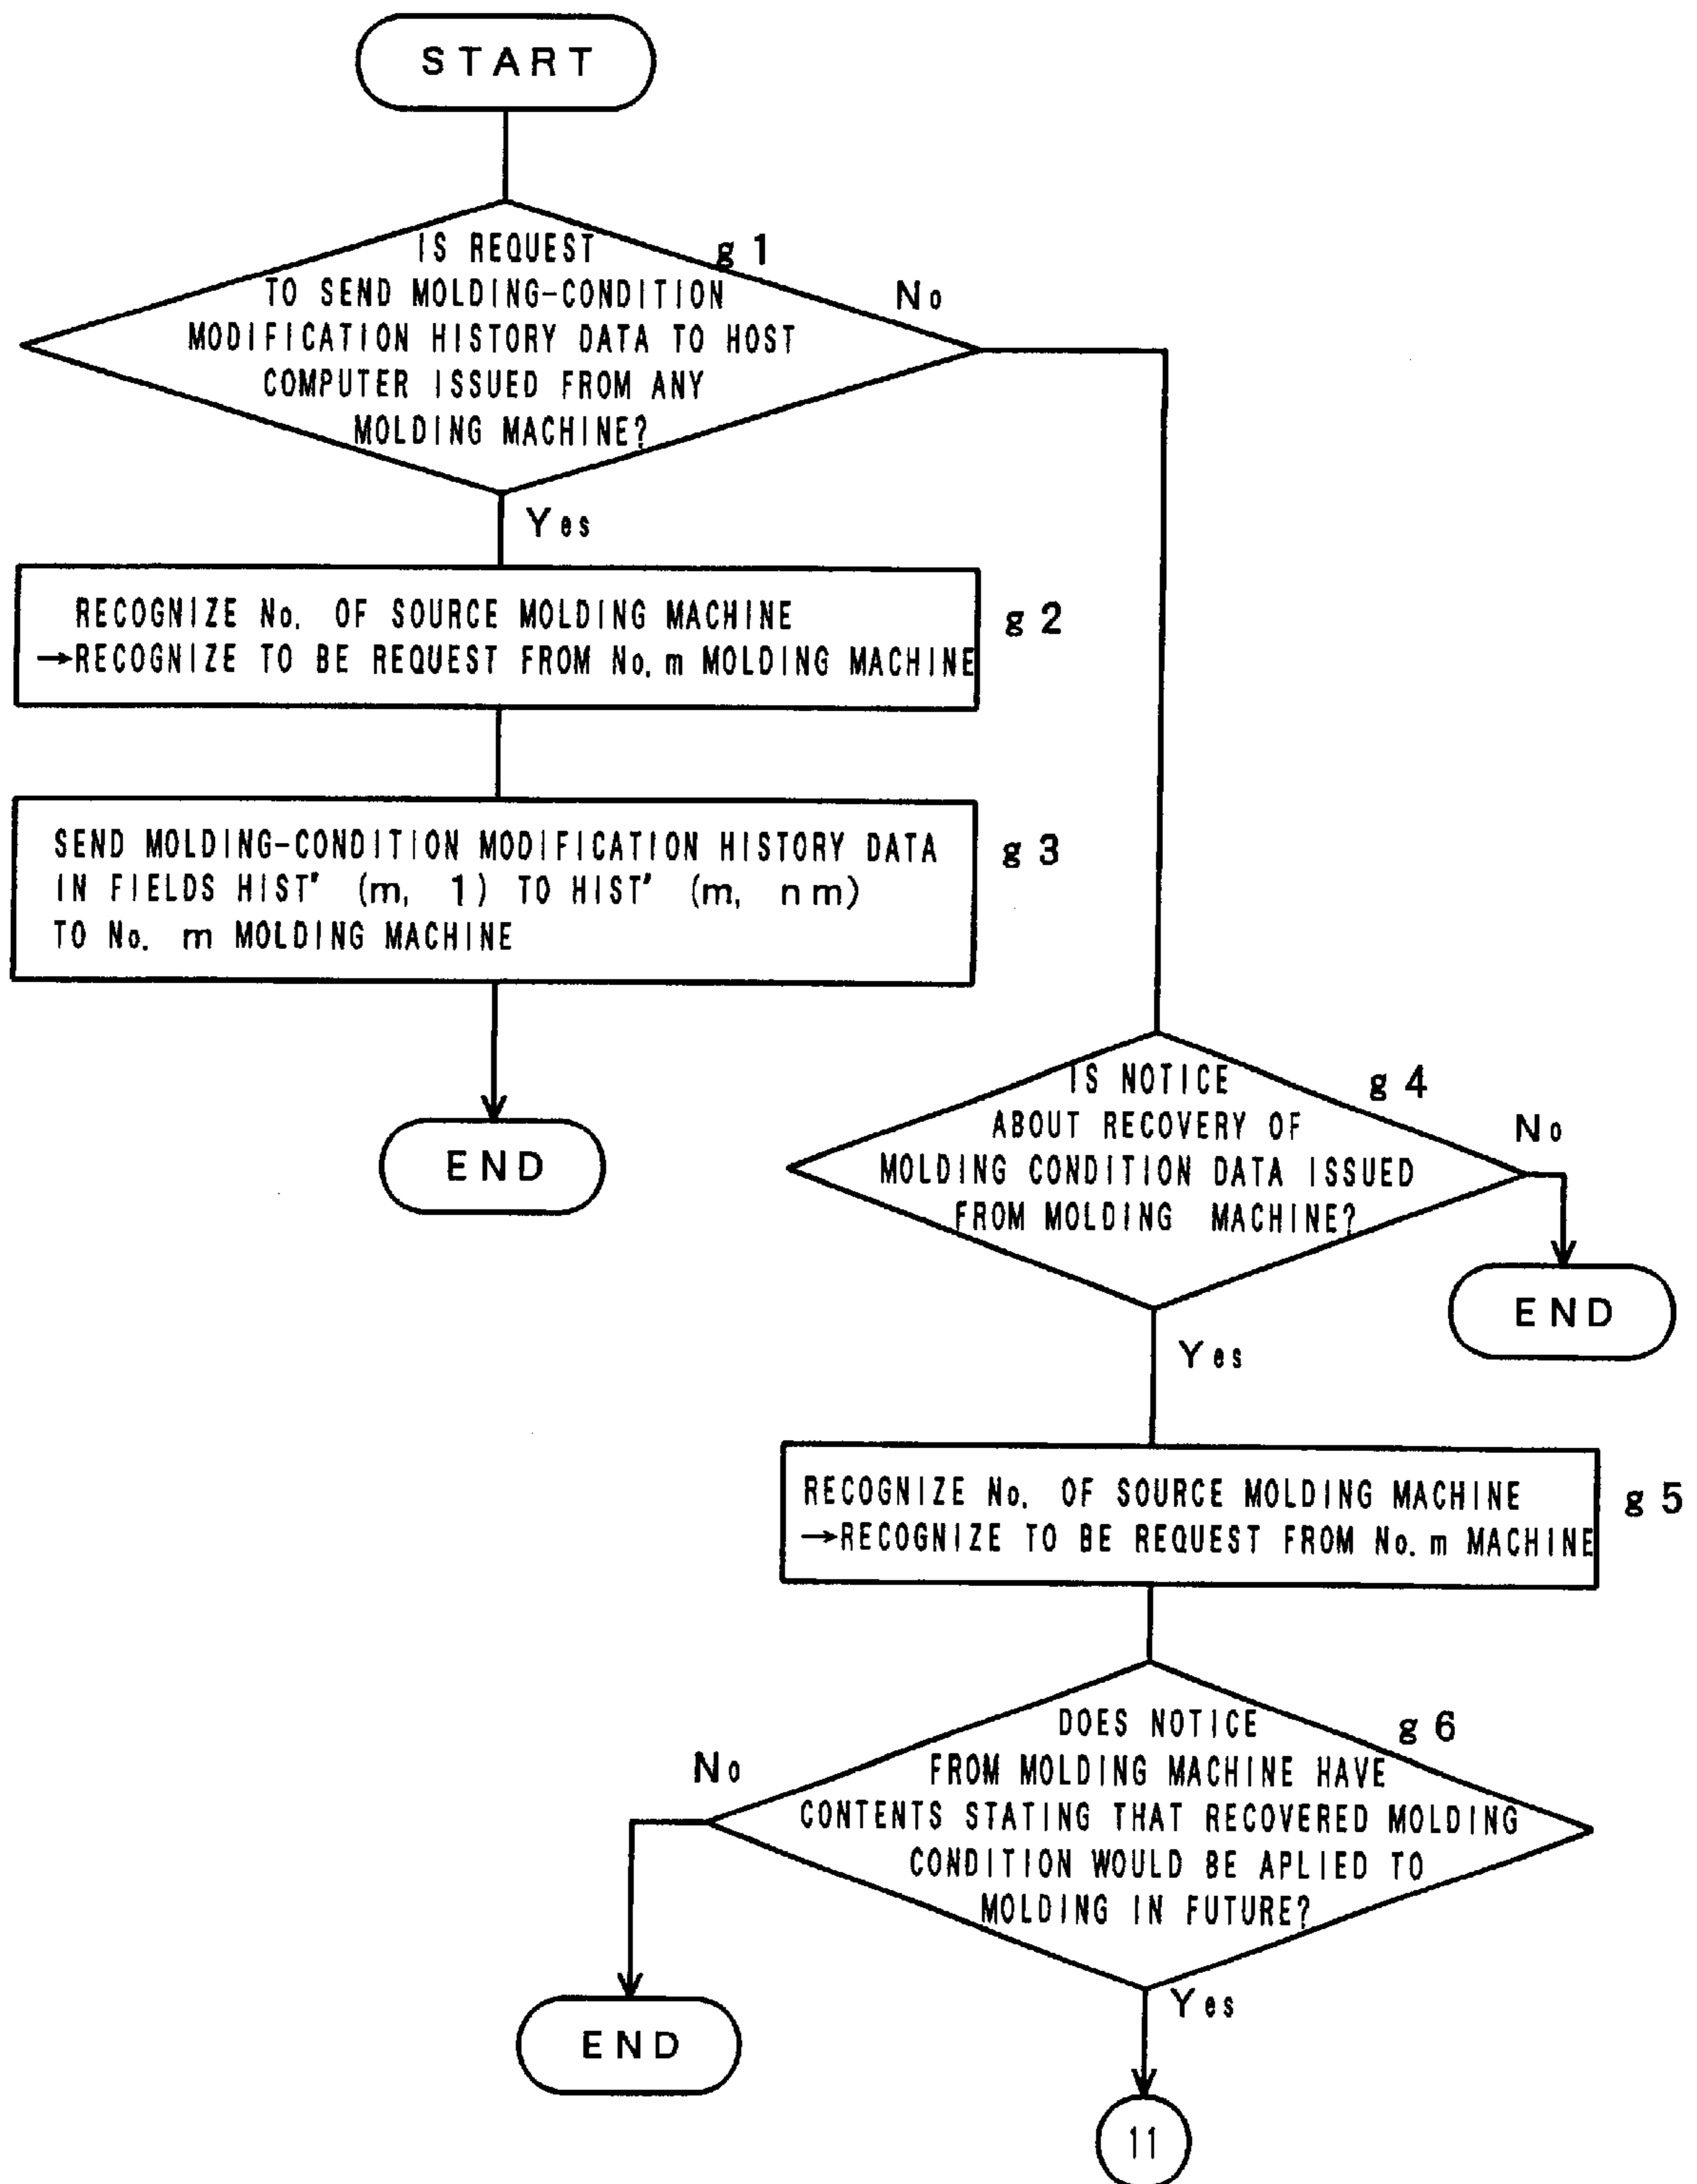 START
IS REQUEST
g 1
TO SEND MOLDING-CONDITION
No
MODIFICATION HISTORY DATA TO HOST
COMPUTER ISSUED FROM ANY
MOLDING MACHINE?
Yes
RECOGNIZE No. OF SOURCE MOLDING MACHINE
→RECOGNIZE TO BE REQUEST FROM No. m MOLDING MACHINE
g 2
SEND MOLDING-CONDITION MODIFICATION HISTORY DATA
IN FIELDS HIST' (m, 1) TO HIST' (m, nm)
TO No. m MOLDING MACHINE
g 3
END
IS NOTICE
g 4
ABOUT RECOVERY OF
No
MOLDING CONDITION DATA ISSUED
FROM MOLDING MACHINE?
END
Yes
RECOGNIZE No. OF SOURCE MOLDING MACHINE
→RECOGNIZE TO BE REQUEST FROM No. m MACHINE
g 5
DOES NOTICE
g 6
No
FROM MOLDING MACHINE HAVE
CONTENTS STATING THAT RECOVERED MOLDING
CONDITION WOULD BE APLIED TO
MOLDING IN FUTURE?
Yes
END
11